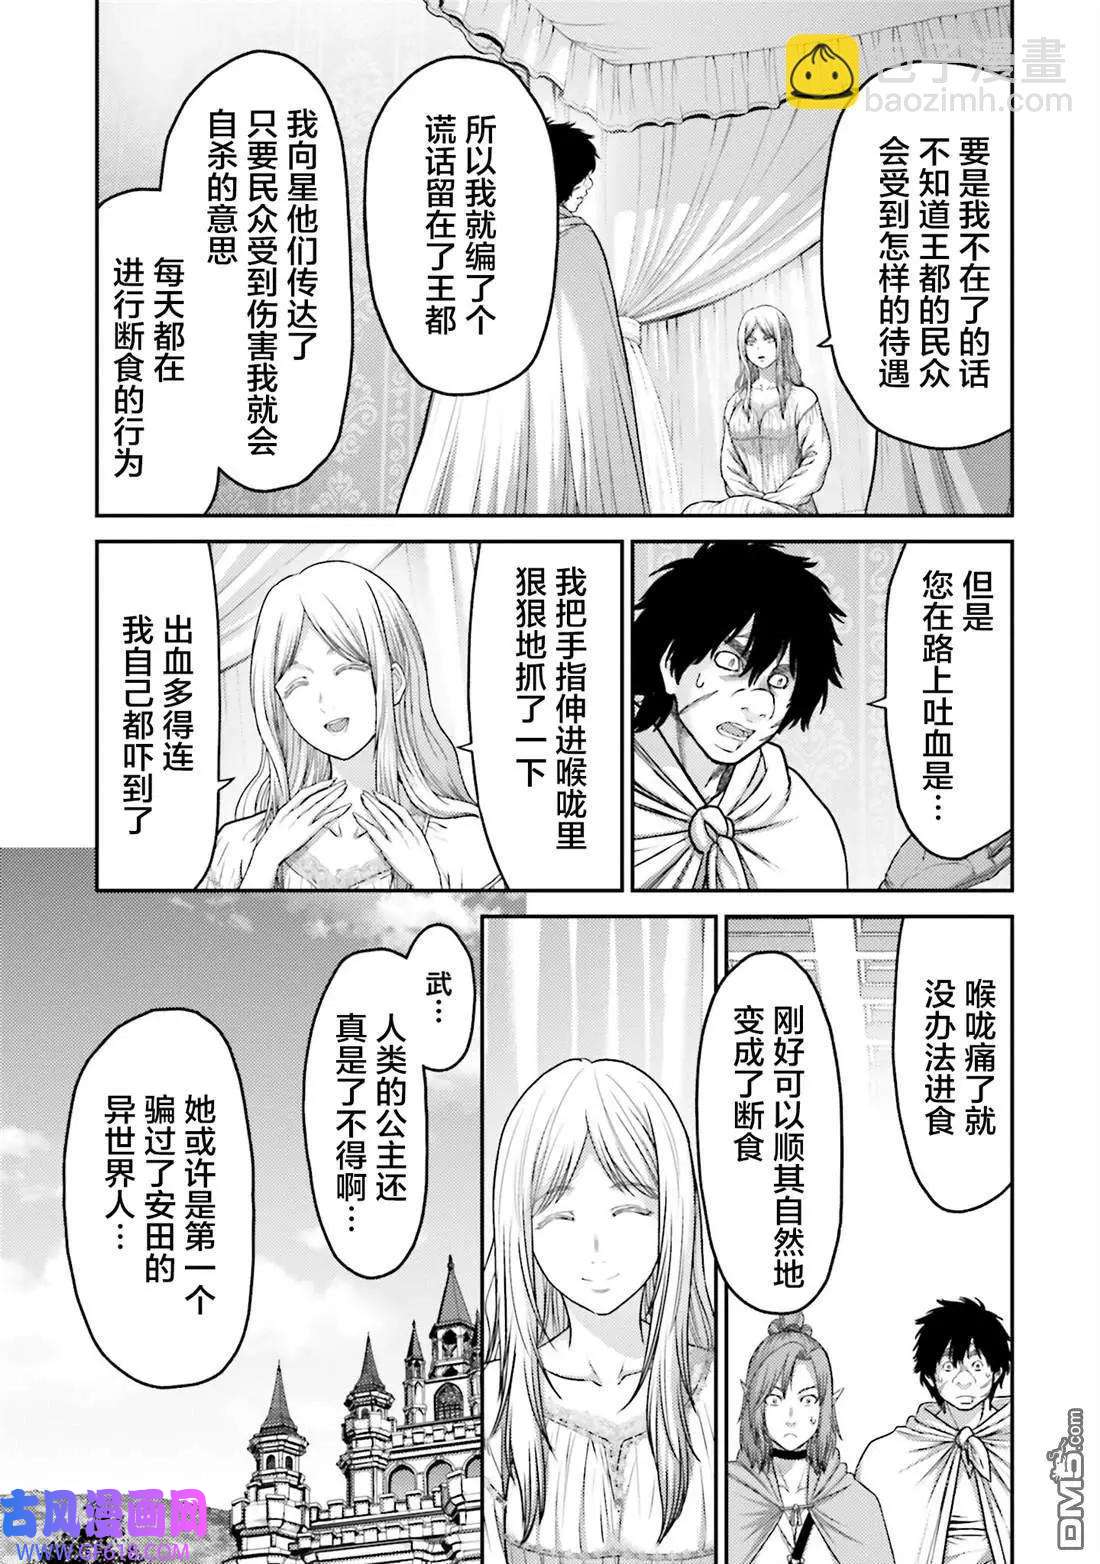 包子漫畫
baozimh.com
要是我不在了的话
不知道王都的民众
会受到怎样的待遇
所以我就编了个
谎话留在了王都
我向星他们传达了
只要民众受到伤害我就会
自杀的意思
每天都在
进行断食的行为
但是
您在路上吐血是…
我把手指伸进喉咙里
狠狠地抓了一下
出血多得连
我自己都吓到了
喉咙痛了就
没办法进食
刚好可以顺其自然地
变成了断食
武…
人类的公主还
真是了不得啊…
她或许是第一个
骗过了安田的
异世界人…
古风漫画网
WWW.GF618.COM
DM5.com